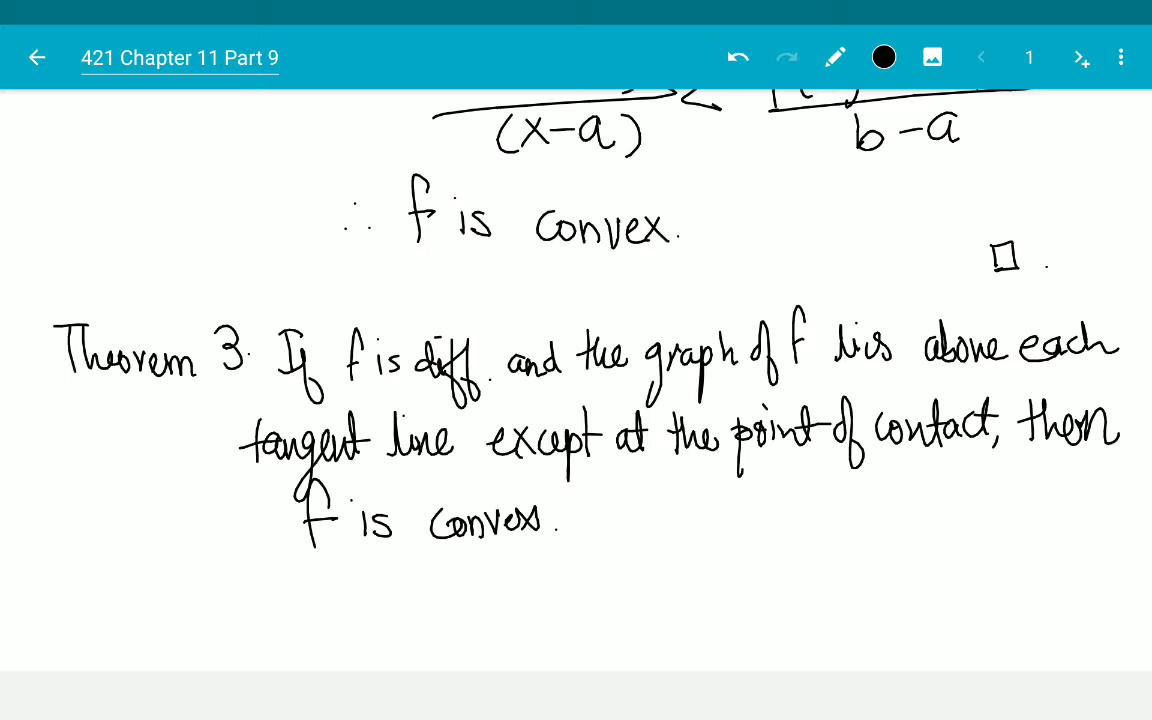 421 Chapter 11 Part 9
1
(x-a) < b-a
∴ f is convex.
□.
Theorem 3. If f is diff. and the graph of f lies above each
tangent line except at the point of contact, then
f is convex.